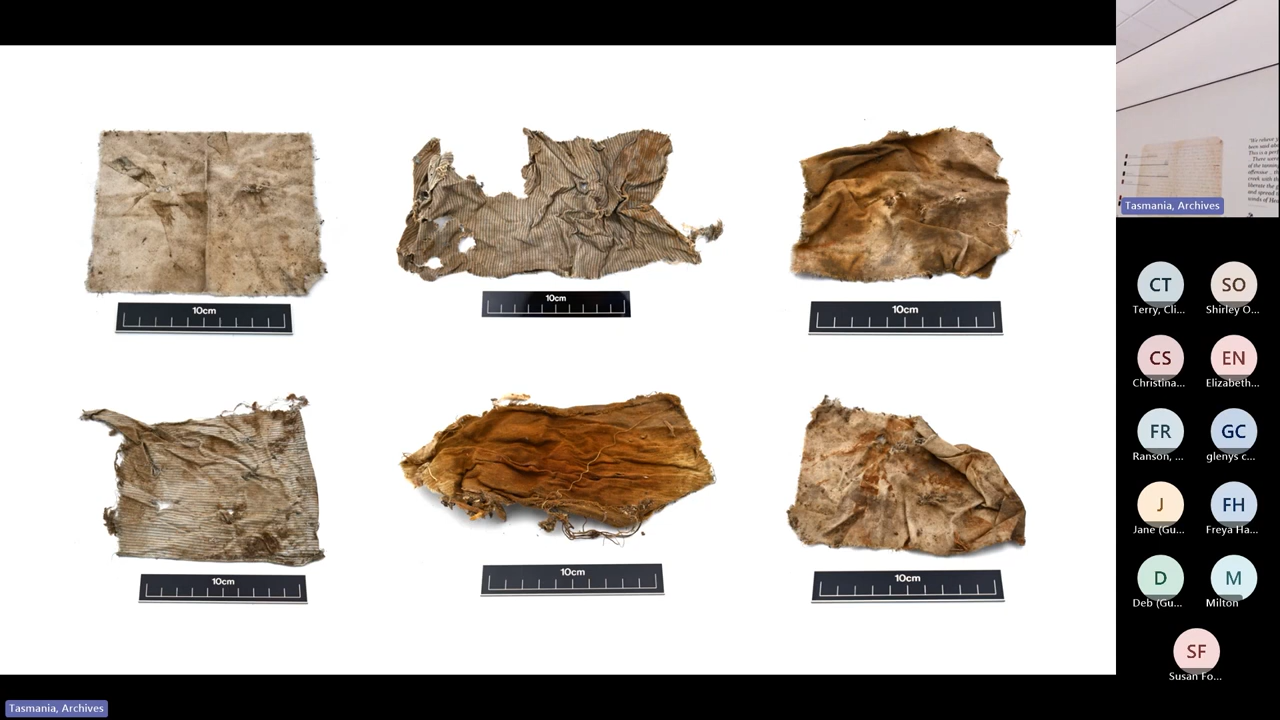 10cm
10cm
10cm
10cm
10cm
10cm
Tasmania, Archives
CT
Terry, Cli...
SO
Shirley O...
CS
Christina...
EN
Elizabeth...
FR
Ranson, ...
GC
glenys c...
J
Jane (Gu...
FH
Freya Ha...
D
Deb (Gu...
M
Milton
SF
Susan Fo...
Tasmania, Archives